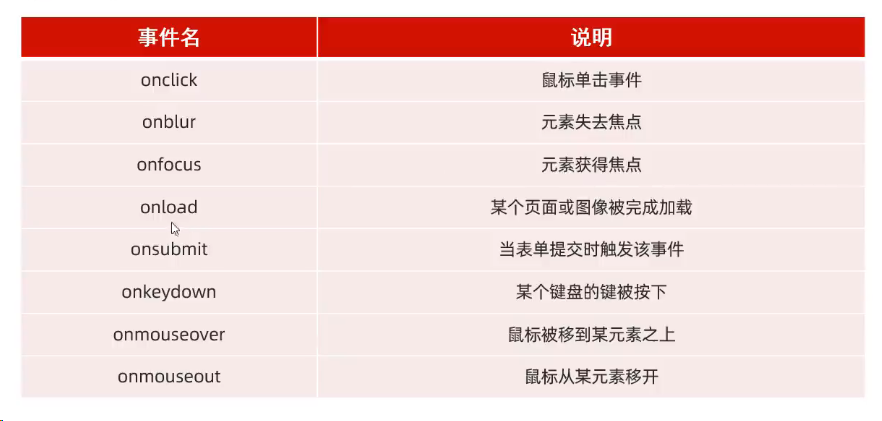 事件名 说明
onclick 鼠标单击事件
onblur 元素失去焦点
onfocus 元素获得焦点
onload 某个页面或图像被完成加载
onsubmit 当表单提交时触发该事件
onkeydown 某个键盘的键被按下
onmouseover 鼠标被移到某元素之上
onmouseout 鼠标从某元素移开